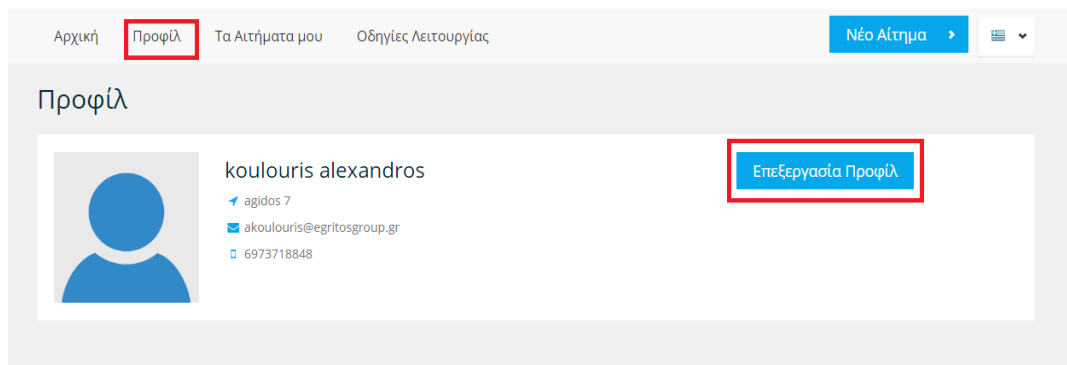 Αρχική Προφίλ Τα Αιτήματα μου Οδηγίες Λειτουργίας Νέο Αίτημα
Προφίλ
koulouris alexandros
Επεξεργασία Προφίλ
agidos 7
akoulouris@egritosgroup.gr
6973718848